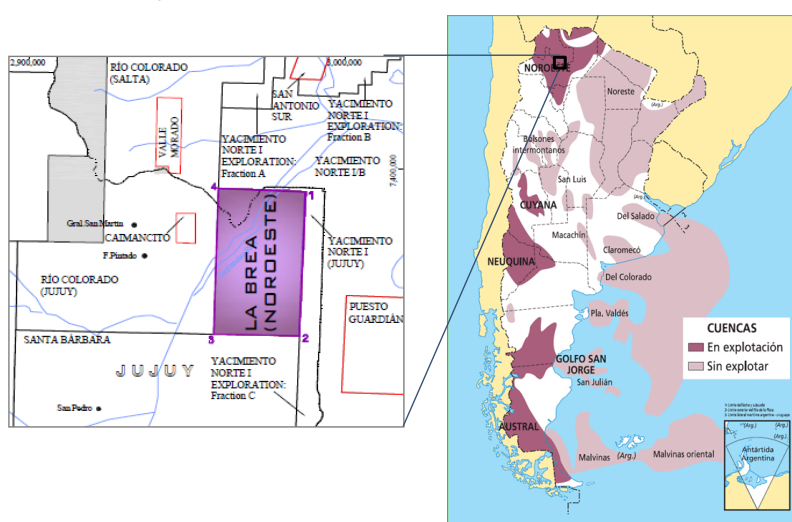 2,900,000
3,000,000
RÍO COLORADO
(SALTA)
SAN
ANTONIO
SUR
YACIMIENTO
NORTE I
EXPLORATION:
Fraction B
VALLE
MORADO
YACIMIENTO
NORTE I
EXPLORATION:
Fraction A
YACIMIENTO
NORTE I/B
7,400,000
4
1
Gral. San Martin
CAIMANCITO
F. Pintado
LA BREA
(NOROESTE)
YACIMIENTO
NORTE I
(JUJUY)
RÍO COLORADO
(JUJUY)
PUESTO
GUARDIÁN
SANTA BÁRBARA
3
2
JUJUY
YACIMIENTO
NORTE I
EXPLORATION:
Fraction C
San Pedro
NOROESTE
Noreste
(Arg.)
Bolsones
intermontanos
San Luis
CUYANA
(Arg.)
Del Salado
Macachín
Claromecó
NEUQUINA
Del Colorado
Pla. Valdés
CUENCAS
En explotación
Sin explotar
GOLFO SAN
JORGE
San Julián
AUSTRAL
Malvinas
(Arg.)
Malvinas oriental
(Arg.)
(Arg.)
(Arg.)
Antártida
Argentina